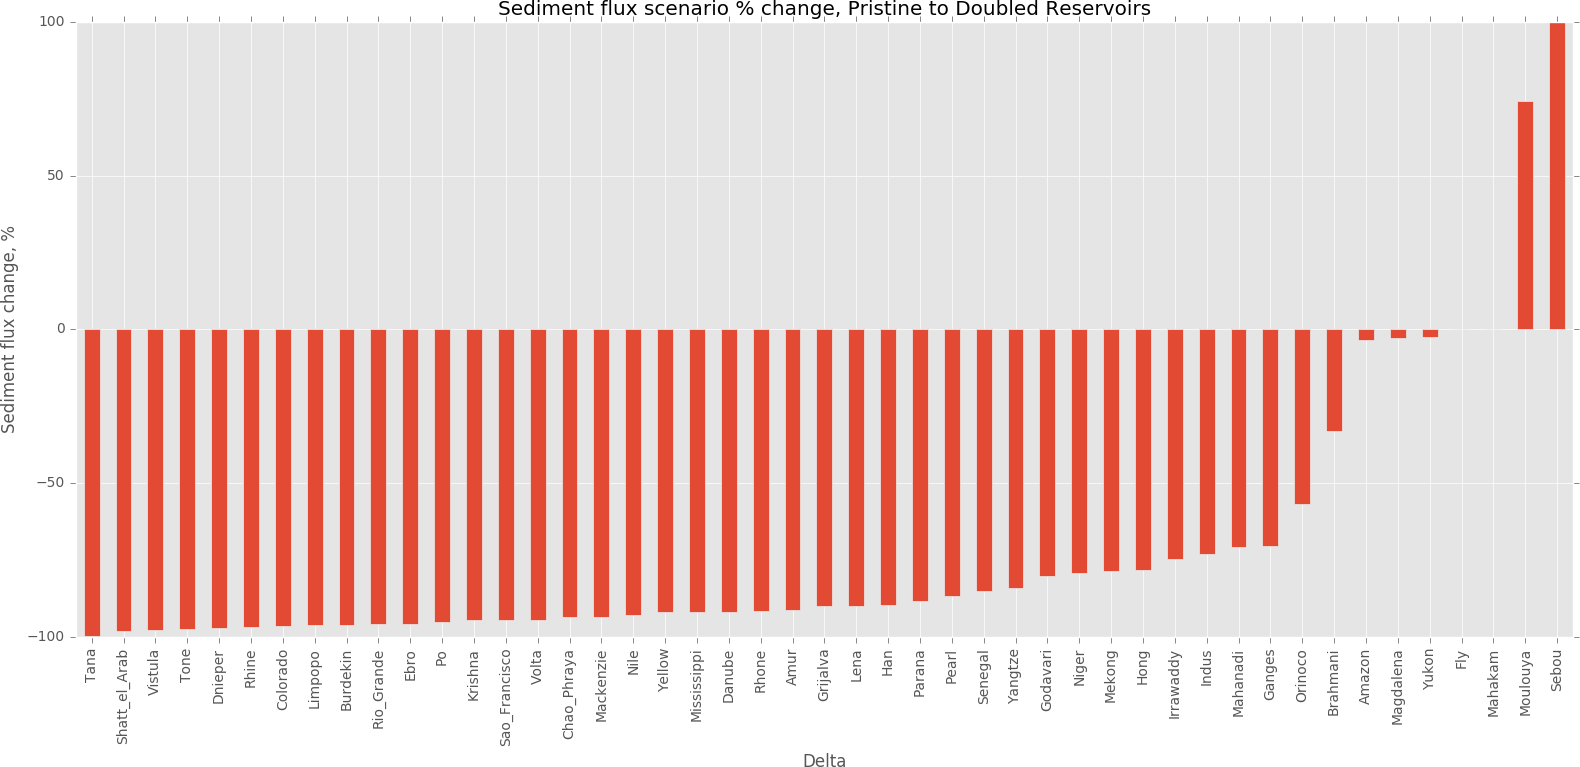 Sediment flux scenario % change, Pristine to Doubled Reservoirs
100
50
0
−50
−100
Sediment flux change, %
Tana
Shatt_el_Arab
Vistula
Tone
Dnieper
Rhine
Colorado
Limpopo
Burdekin
Rio_Grande
Ebro
Po
Krishna
Sao_Francisco
Volta
Chao_Phraya
Mackenzie
Nile
Yellow
Mississippi
Danube
Rhone
Amur
Grijalva
Lena
Han
Parana
Pearl
Senegal
Yangtze
Godavari
Niger
Mekong
Hong
Irrawaddy
Indus
Mahanadi
Ganges
Orinoco
Brahmani
Amazon
Magdalena
Yukon
Fly
Mahakam
Moulouya
Sebou
Delta